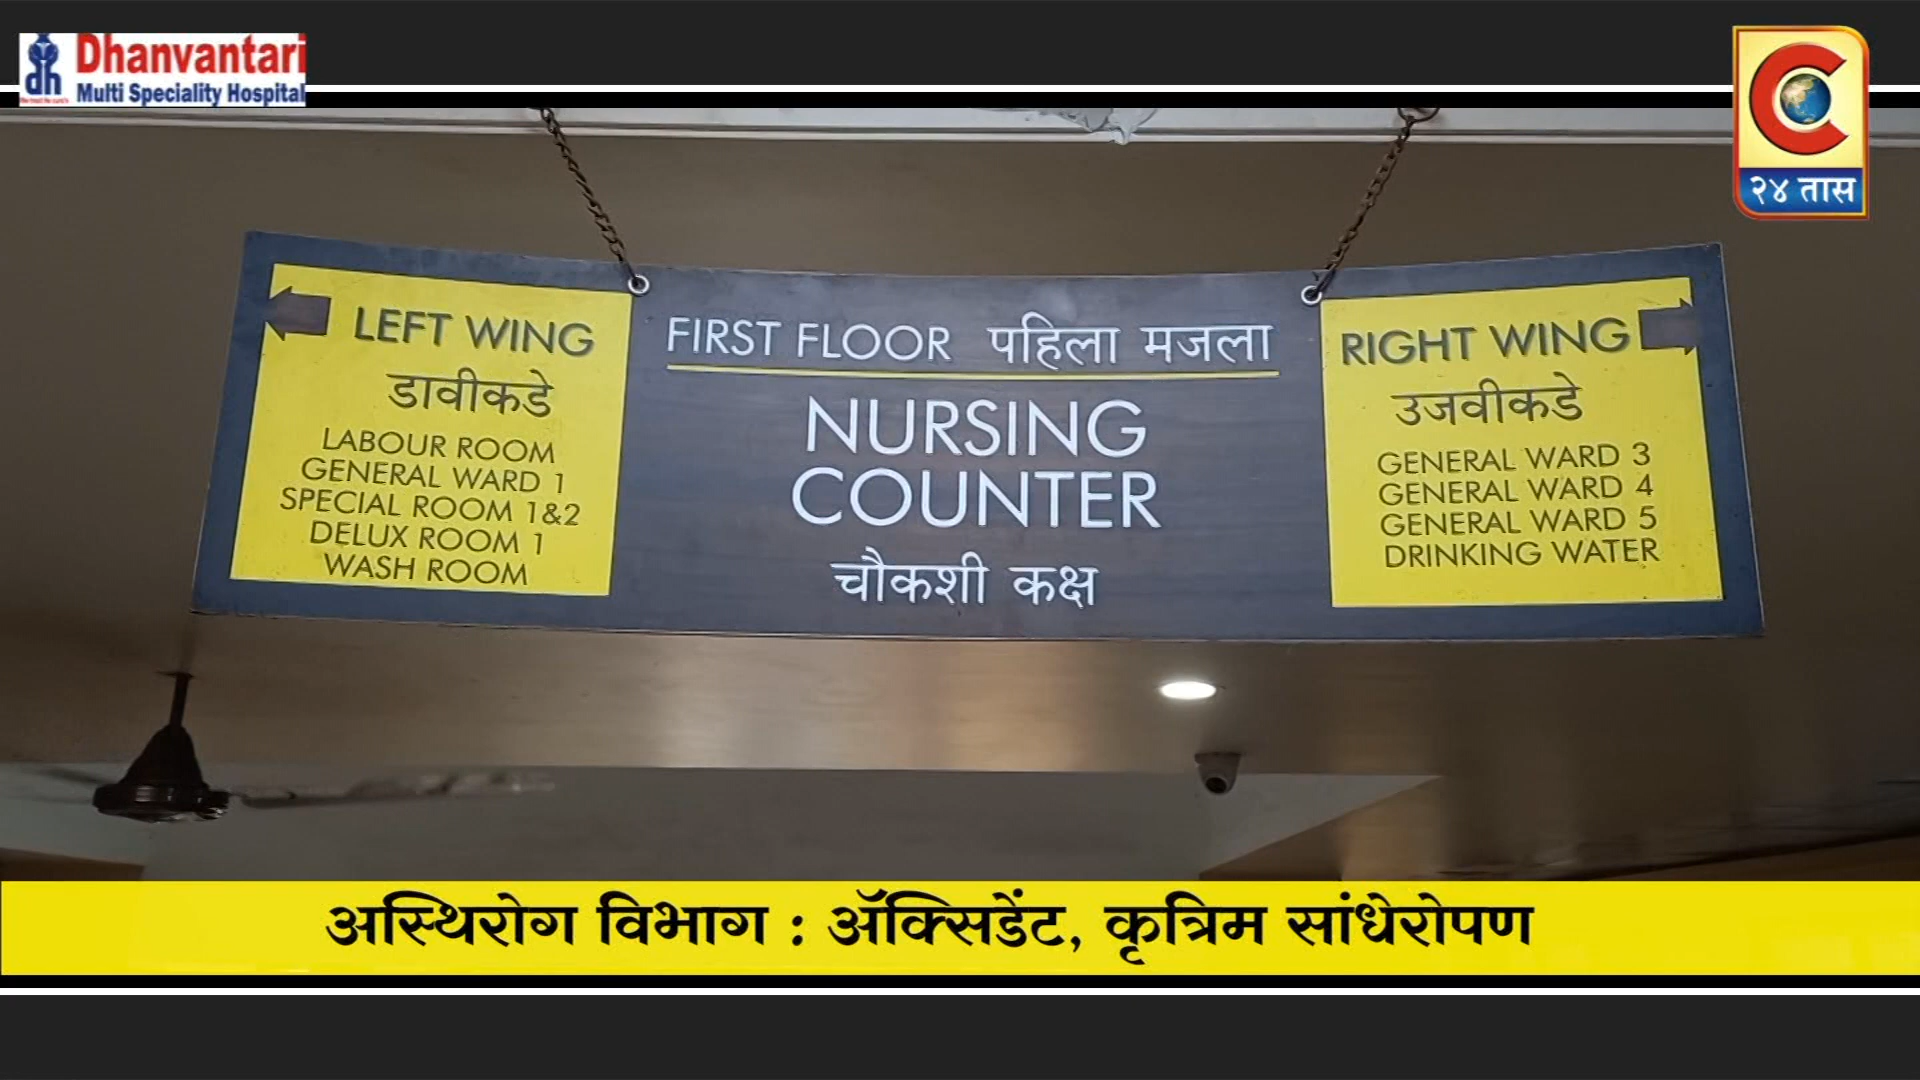 Dhanvantari
Multi Speciality Hospital
dh
२४ तास
LEFT WING
डावीकडे
LABOUR ROOM
GENERAL WARD 1
SPECIAL ROOM 1&2
DELUX ROOM 1
WASH ROOM
FIRST FLOOR पहिला मजला
NURSING
COUNTER
चौकशी कक्ष
RIGHT WING
उजवीकडे
GENERAL WARD 3
GENERAL WARD 4
GENERAL WARD 5
DRINKING WATER
अस्थिरोग विभाग : ॲक्सिडेंट, कृत्रिम सांधेरोपण